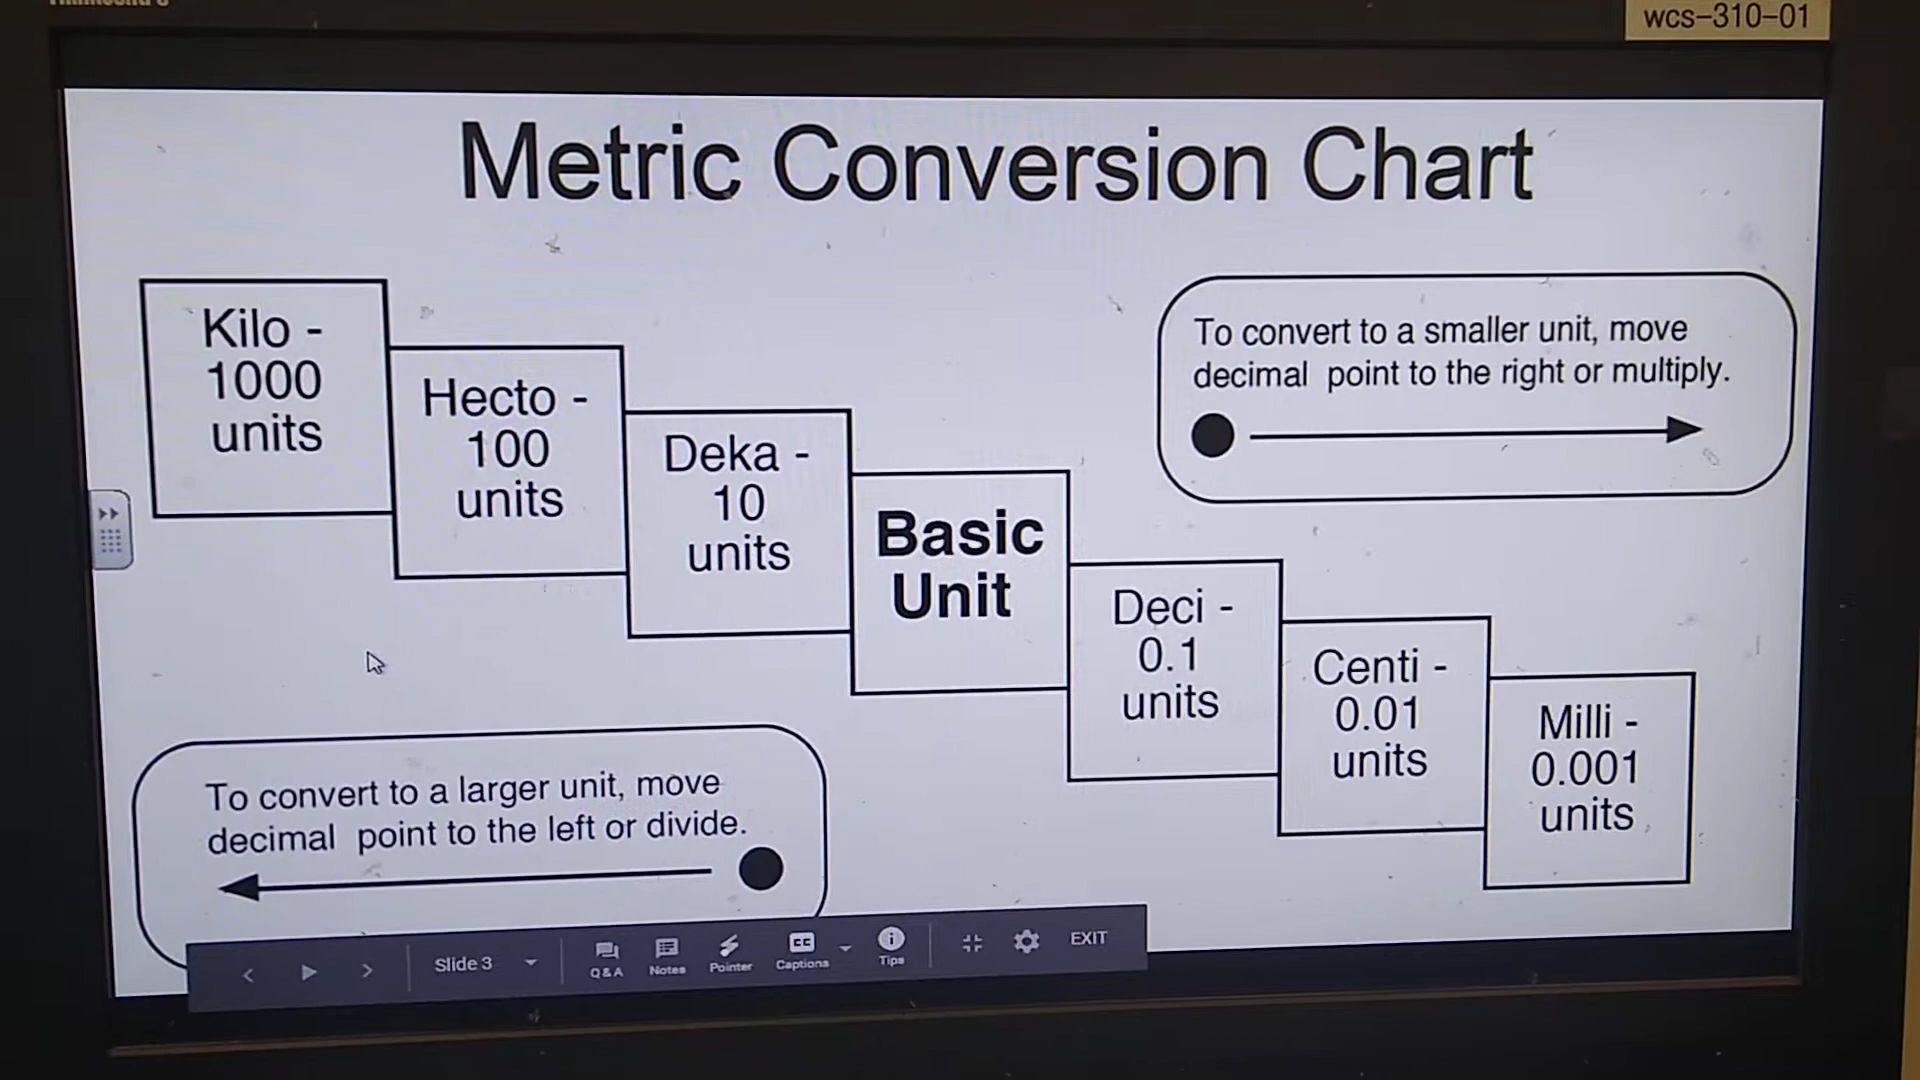 wcs-310-01
Metric Conversion Chart
Kilo -
1000
units
Hecto -
100
units
Deka -
10
units
Basic
Unit
Deci -
0.1
units
Centi -
0.01
units
Milli -
0.001
units
To convert to a smaller unit, move
decimal point to the right or multiply.
To convert to a larger unit, move
decimal point to the left or divide.
Slide 3
Q&A
Notes
Pointer
CC
Captions
Tips
EXIT